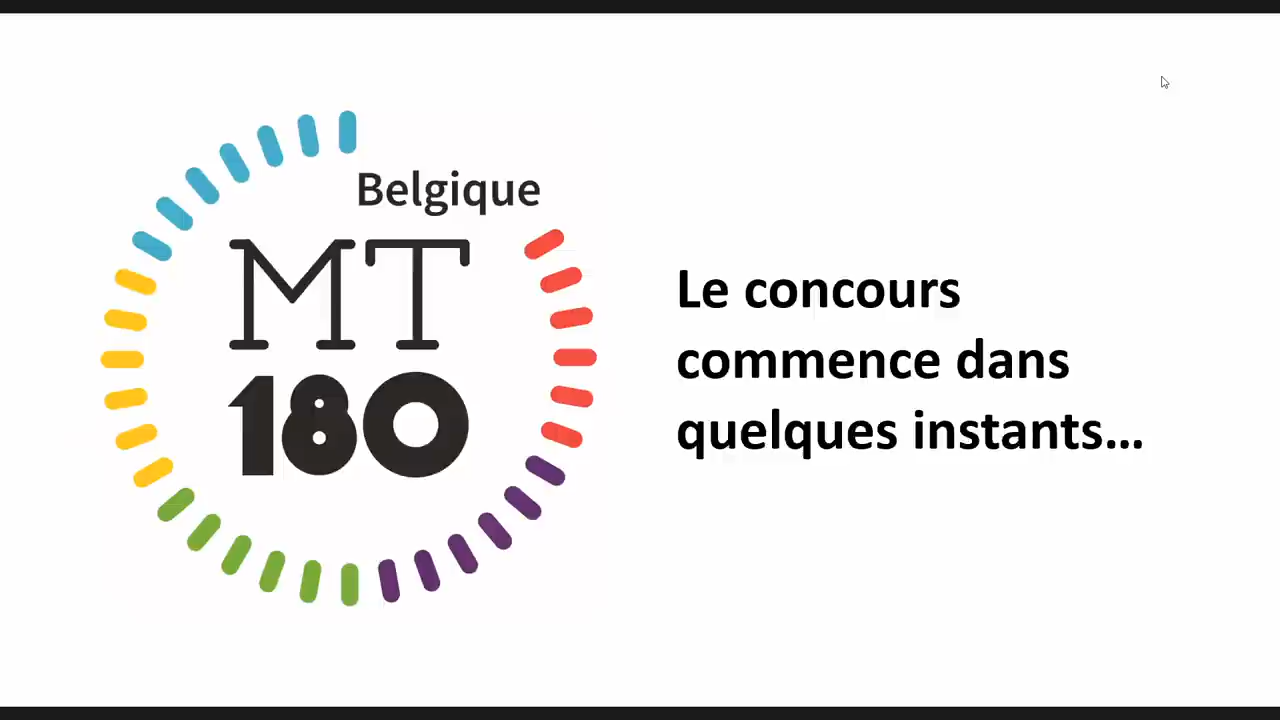 Belgique
MT
180
Le concours
commence dans
quelques instants...